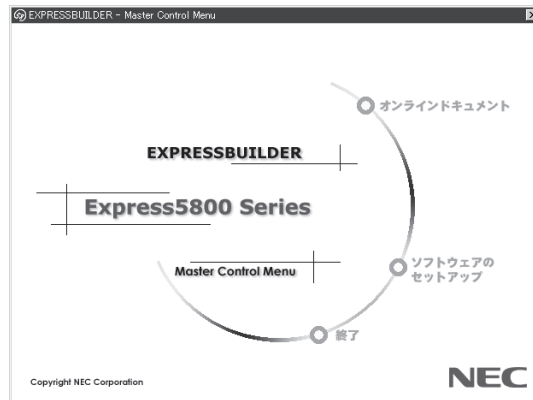 EXPRESSBUILDER - Master Control Menu
オンラインドキュメント
EXPRESSBUILDER
Express5800 Series
ソフトウェアの
セットアップ
Master Control Menu
終了
Copyright NEC Corporation
NEC